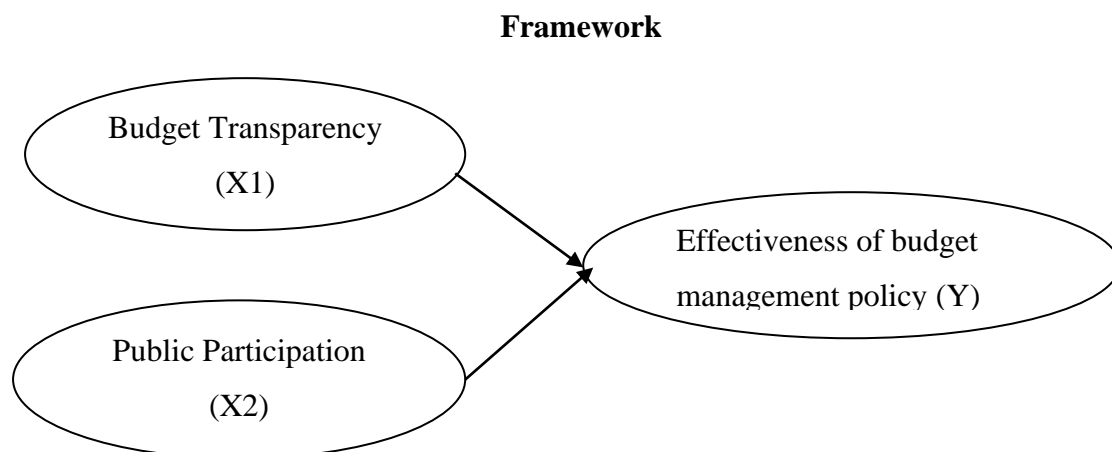 Framework
Budget Transparency
(X1)
Effectiveness of budget
management policy (Y)
Public Participation
(X2)